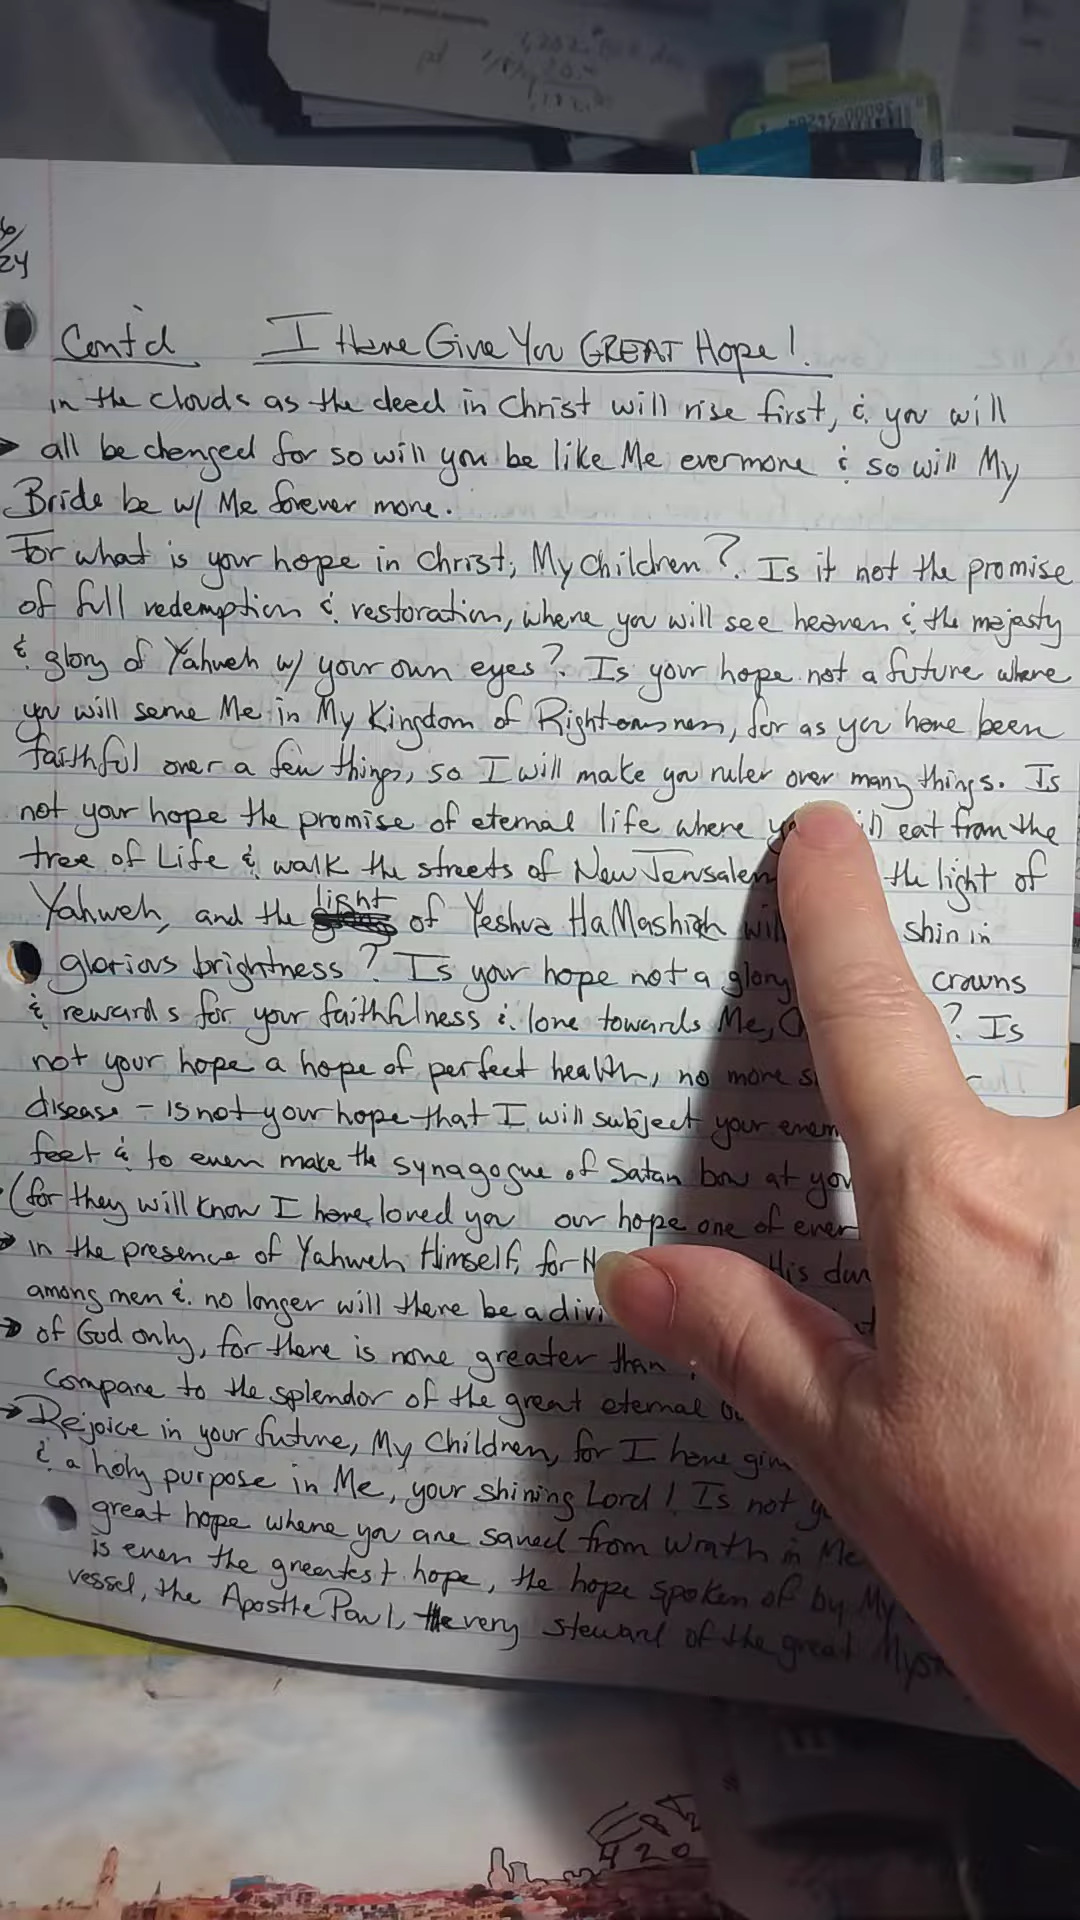 6/
24
Cont'd I Have Give You GREAT Hope!
in the clouds as the dead in Christ will rise first, & you will
→ all be changed for so will you be like Me evermore & so will My
Bride be w/ Me forever more.
For what is your hope in Christ, My Children? Is it not the promise
of full redemption & restoration, where you will see heaven & the majesty
& glory of Yahweh w/ your own eyes? Is your hope not a future where
you will serve Me in My Kingdom of Righteousness, for as you have been
faithful over a few things, so I will make you ruler over many things. Is
not your hope the promise of eternal life where eat from the
tree of Life & walk the streets of New Jerusalem the light of
Yahweh, and the light of Yeshua HaMashiach shin in
glorious brightness? Is your hope not a glory crowns
& rewards for your faithfulness & love towards Me, ? Is
not your hope a hope of perfect health, no more
disease - is not your hope that I will subject your
feet & to even make the synagogue of Satan bow at
(for they will know I have loved you our hope one of
→ in the presence of Yahweh Himself, for His
among men & no longer will there be a
→ of God only, for there is none greater than
compare to the splendor of the great eternal
→ Rejoice in your future, My Children, for I have
& a holy purpose in Me, your shining Lord! Is not
great hope where you are saved from wrath in Me
is even the greatest hope, the hope spoken of by My
vessel, the Apostle Paul, the very steward of the great